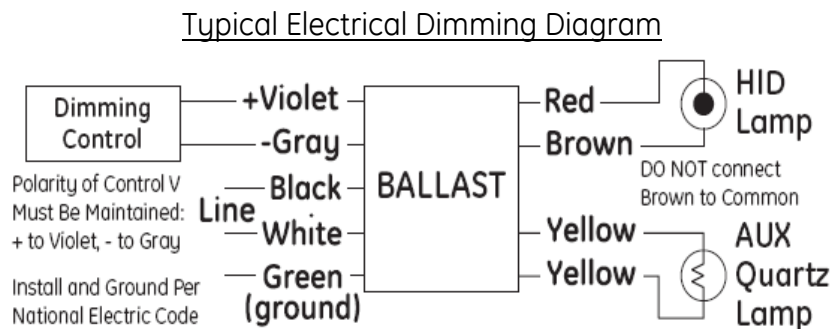 Typical Electrical Dimming Diagram
Dimming
Control
+Violet
-Gray
Polarity of Control V
Must Be Maintained:
+ to Violet, - to Gray
Line
Black
White
Green
(ground)
Install and Ground Per
National Electric Code
BALLAST
Red
Brown
HID
Lamp
DO NOT connect
Brown to Common
Yellow
Yellow
AUX
Quartz
Lamp